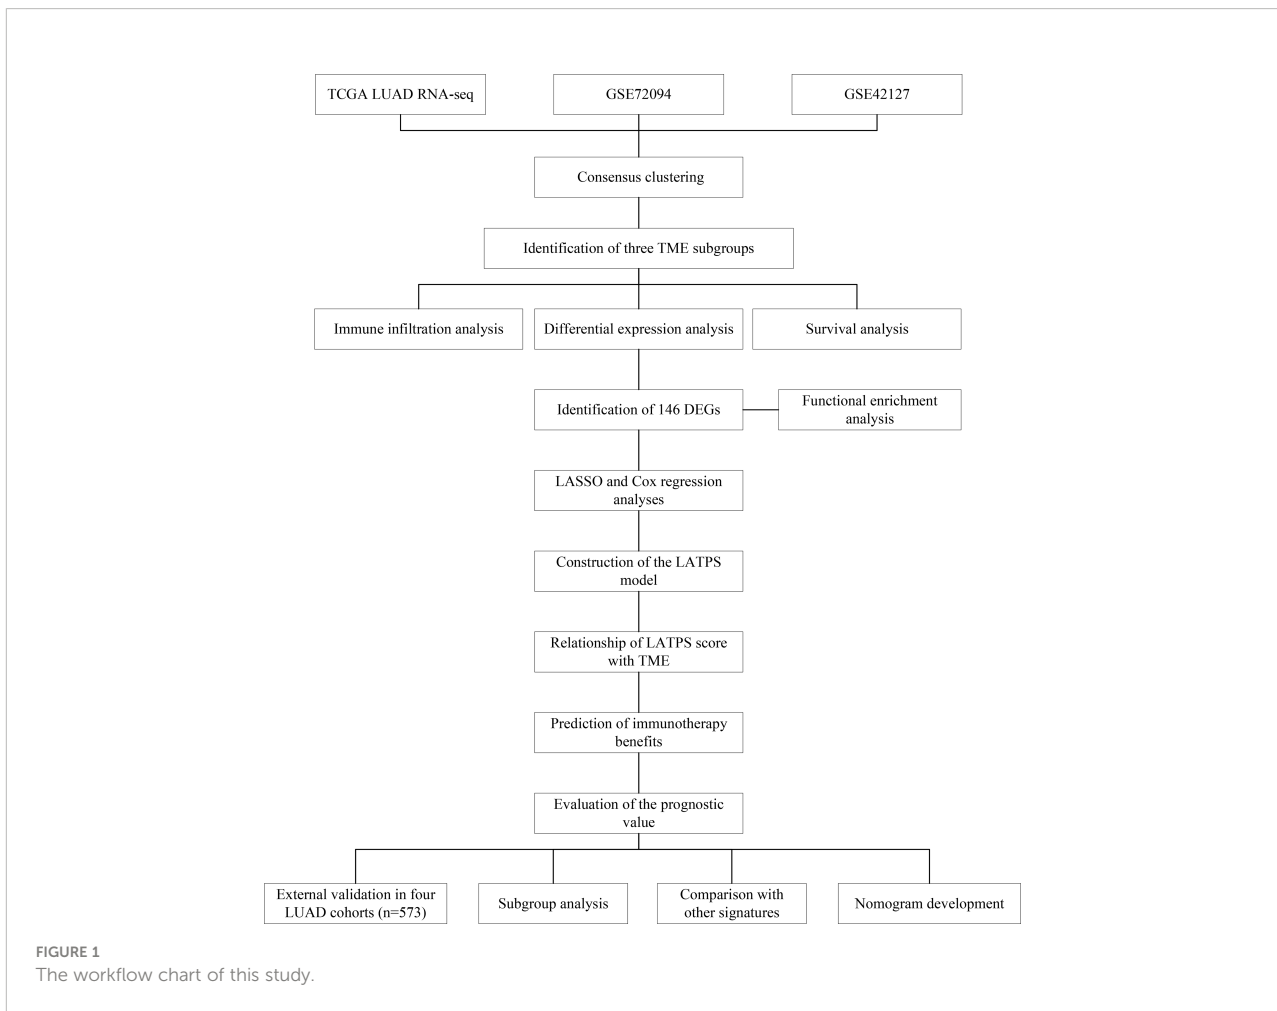 TCGA LUAD RNA-seq
GSE72094
GSE42127
Consensus clustering
Identification of three TME subgroups
Immune infiltration analysis
Differential expression analysis
Survival analysis
Identification of 146 DEGs
Functional enrichment
analysis
LASSO and Cox regression
analyses
Construction of the LATPS
model
Relationship of LATPS score
with TME
Prediction of immunotherapy
benefits
Evaluation of the prognostic
value
External validation in four
LUAD cohorts (n=573)
Subgroup analysis
Comparison with
other signatures
Nomogram development
FIGURE 1
The workflow chart of this study.